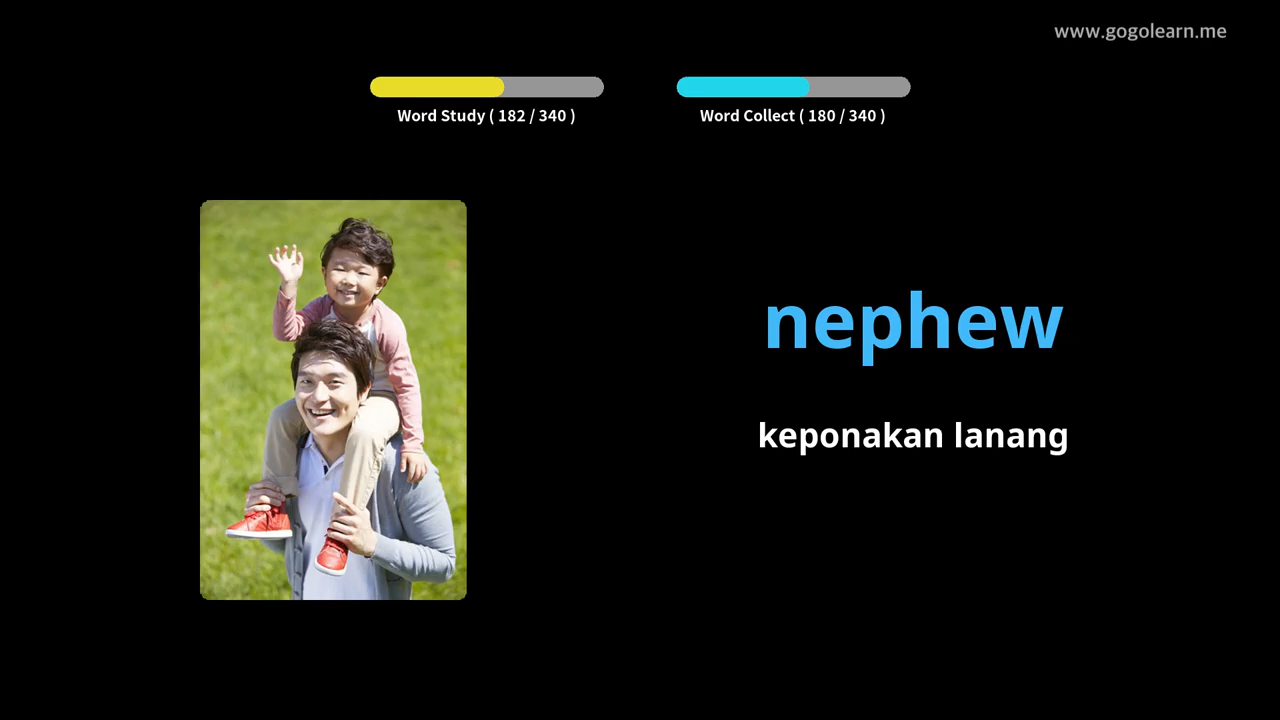 www.gogolearn.me
Word Study ( 182 / 340 )
Word Collect ( 180 / 340 )
nephew
keponakan lanang